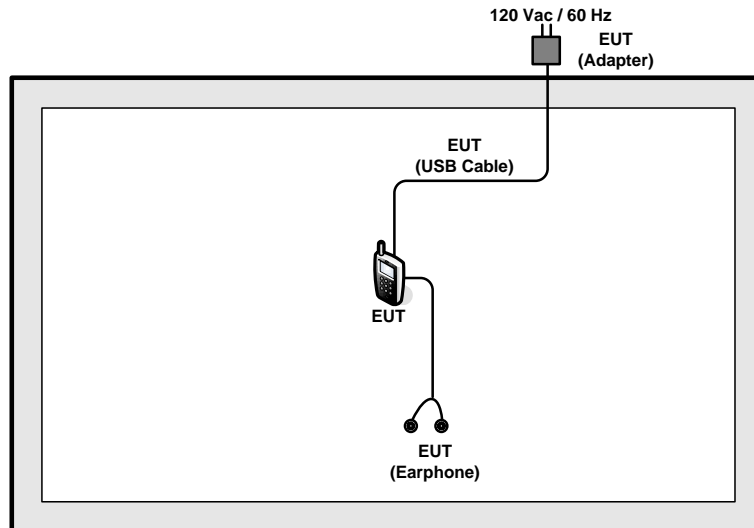 120 Vac / 60 Hz
EUT
(Adapter)
EUT
(USB Cable)
EUT
EUT
(Earphone)